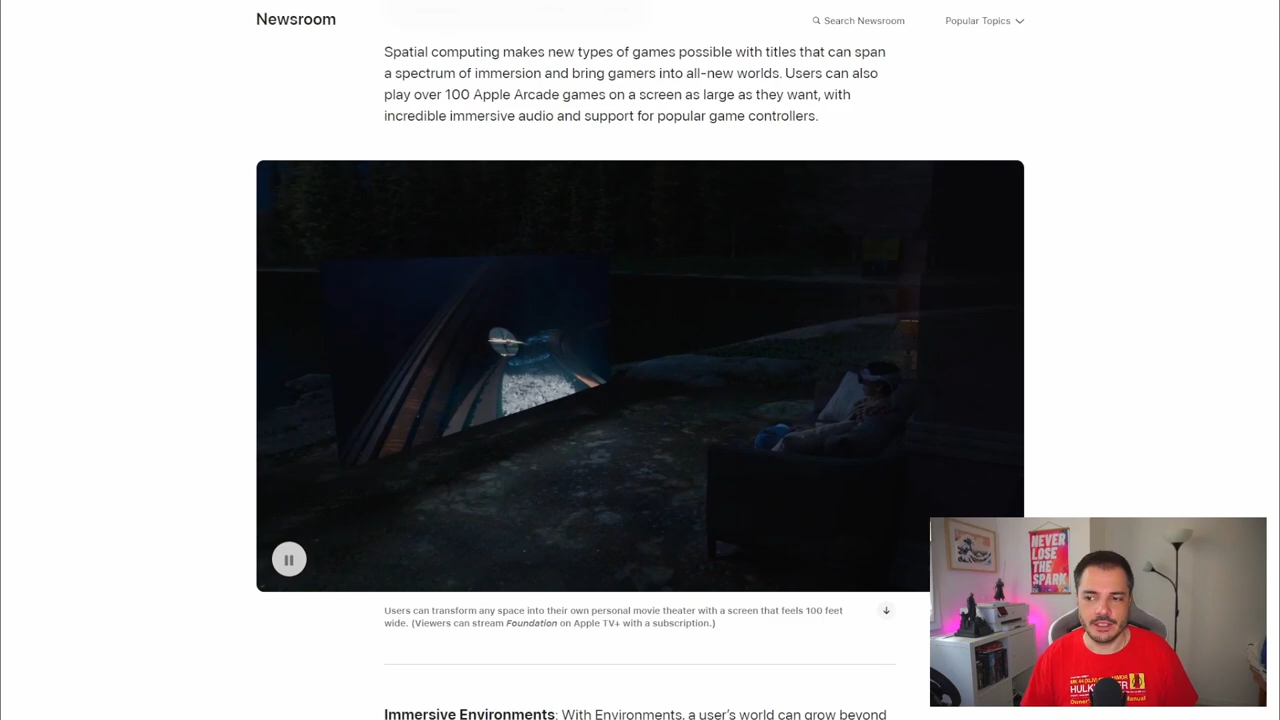 Newsroom
Search Newsroom
Popular Topics
Spatial computing makes new types of games possible with titles that can span
a spectrum of immersion and bring gamers into all-new worlds. Users can also
play over 100 Apple Arcade games on a screen as large as they want, with
incredible immersive audio and support for popular game controllers.
Users can transform any space into their own personal movie theater with a screen that feels 100 feet
wide. (Viewers can stream Foundation on Apple TV+ with a subscription.)
Immersive Environments: With Environments, a user's world can grow beyond
NEVER
LOSE
THE
SPARK